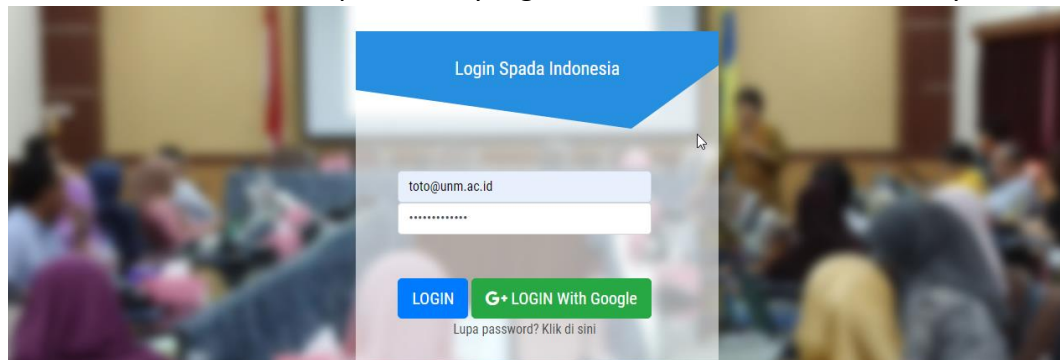 Login Spada Indonesia
toto@unm.ac.id
•••••••••••••
LOGIN
G+ LOGIN With Google
Lupa password? Klik di sini